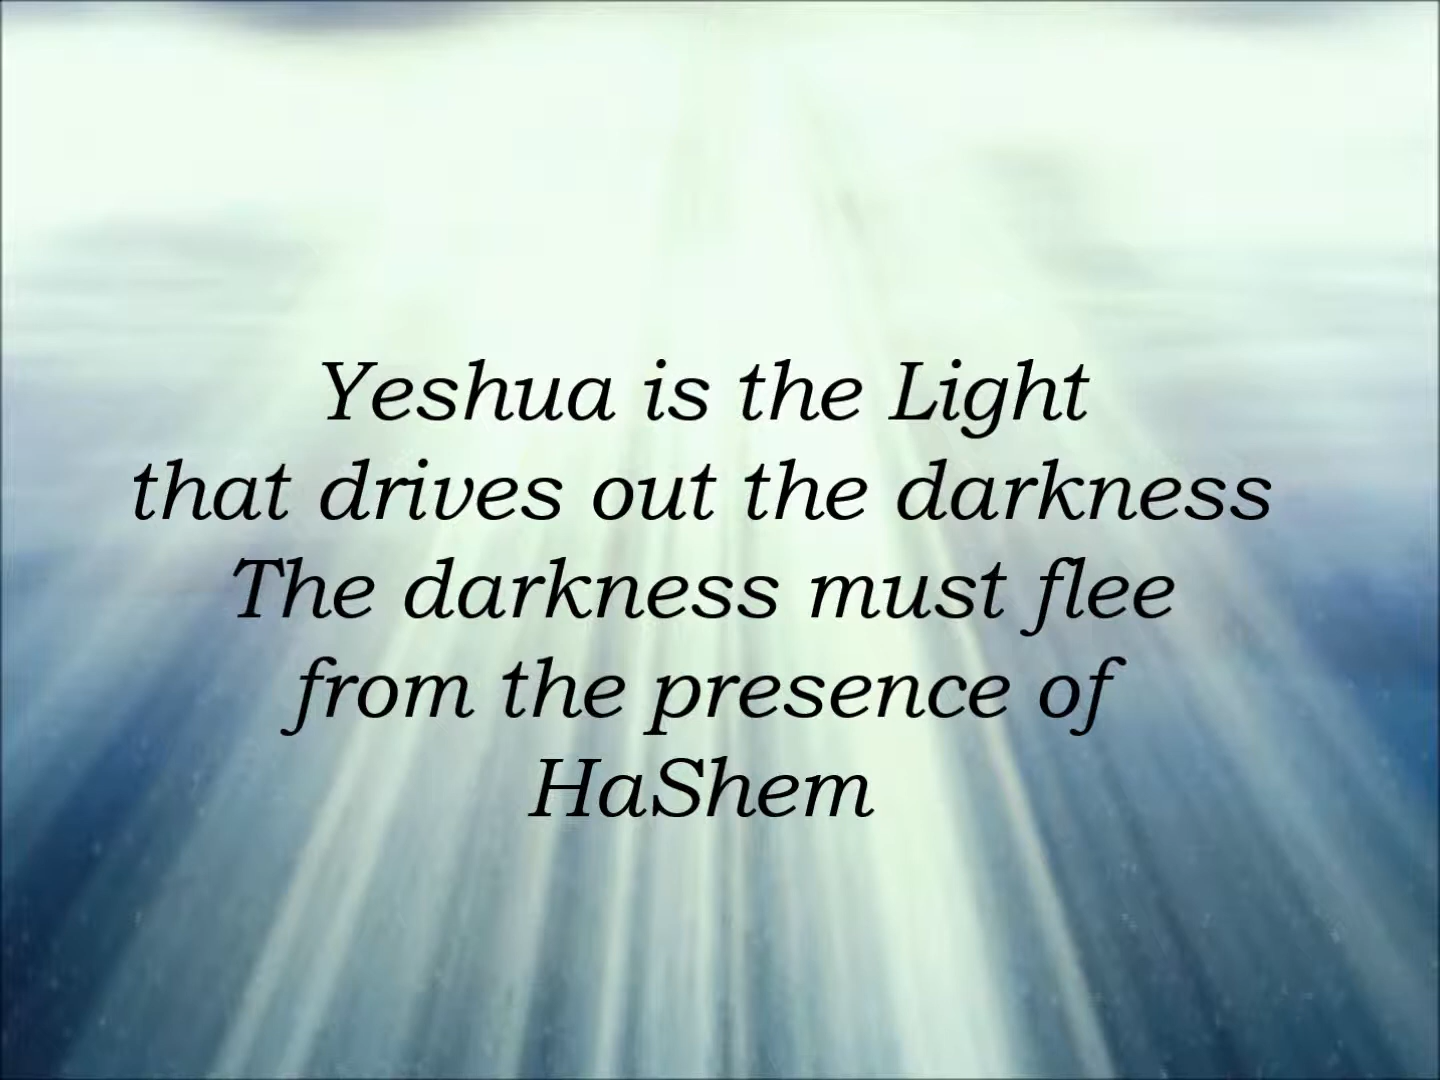 Yeshua is the Light
that drives out the darkness
The darkness must flee
from the presence of
HaShem